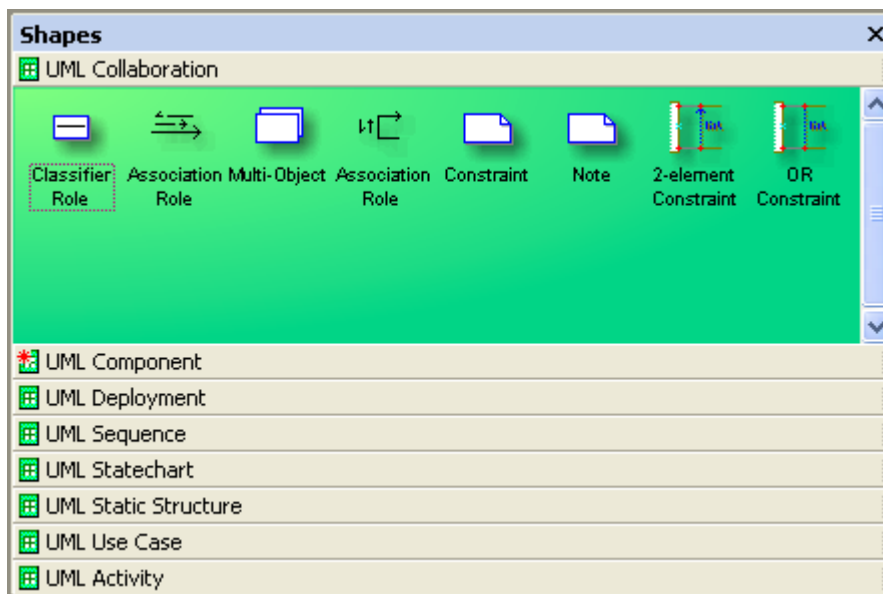 Shapes
UML Collaboration
Classifier Role
Association Role
Multi-Object
Association Role
Constraint
Note
2-element Constraint
OR Constraint
UML Component
UML Deployment
UML Sequence
UML Statechart
UML Static Structure
UML Use Case
UML Activity